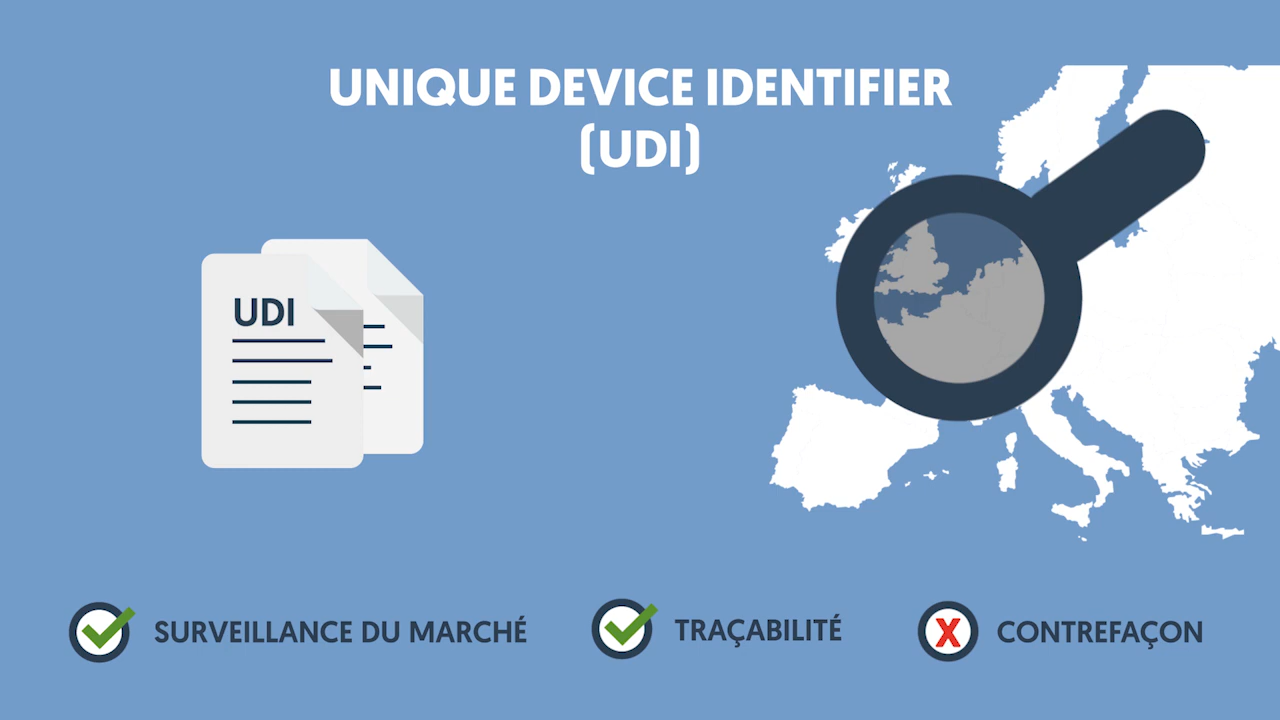 UNIQUE DEVICE IDENTIFIER
(UDI)
UDI
SURVEILLANCE DU MARCHÉ
TRAÇABILITÉ
X CONTREFAÇON